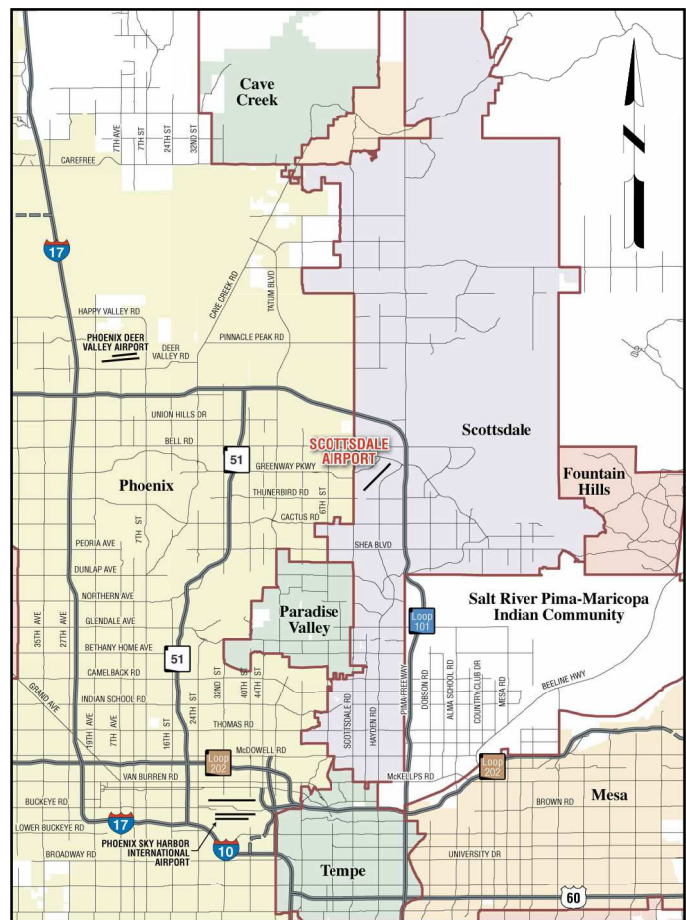 Cave
Creek
7TH AVE
7TH ST
24TH ST
32ND ST
CAREFREE
N
17
CAVE CREEK RD
TATUM BLVD
HAPPY VALLEY RD
PHOENIX DEER
VALLEY AIRPORT
DEER
VALLEY RD
PINNACLE PEAK RD
UNION HILLS DR
BELL RD
SCOTTSDALE
AIRPORT
Scottsdale
51
GREENWAY PKWY
Fountain
Hills
Phoenix
THUNERBIRD RD
6TH ST
CACTUS RD
7TH ST
PEORIA AVE
SHEA BLVD
DUNLAP AVE
NORTHERN AVE
Paradise
Valley
Salt River Pima-Maricopa
Indian Community
35TH AVE
27TH AVE
GLENDALE AVE
Loop
101
BETHANY HOME AVE
51
CAMELBACK RD
32ND ST
40TH ST
44TH ST
PIMA FREEWAY
DOBSON RD
ALMA SCHOOL RD
COUNTRY CLUB DR
MESA RD
BEELINE HWY
GRAND AVE
INDIAN SCHOOL RD
24TH ST
SCOTTSDALE RD
HAYDEN RD
19TH AVE
7TH AVE
16TH ST
THOMAS RD
McDOWELL RD
Loop
202
Loop
202
VAN BURREN RD
McKELLPS RD
BUCKEYE RD
BROWN RD
Mesa
17
LOWER BUCKEYE RD
PHOENIX SKY HARBOR
INTERNATIONAL
AIRPORT
10
BROADWAY RD
UNIVERSITY DR
Tempe
60